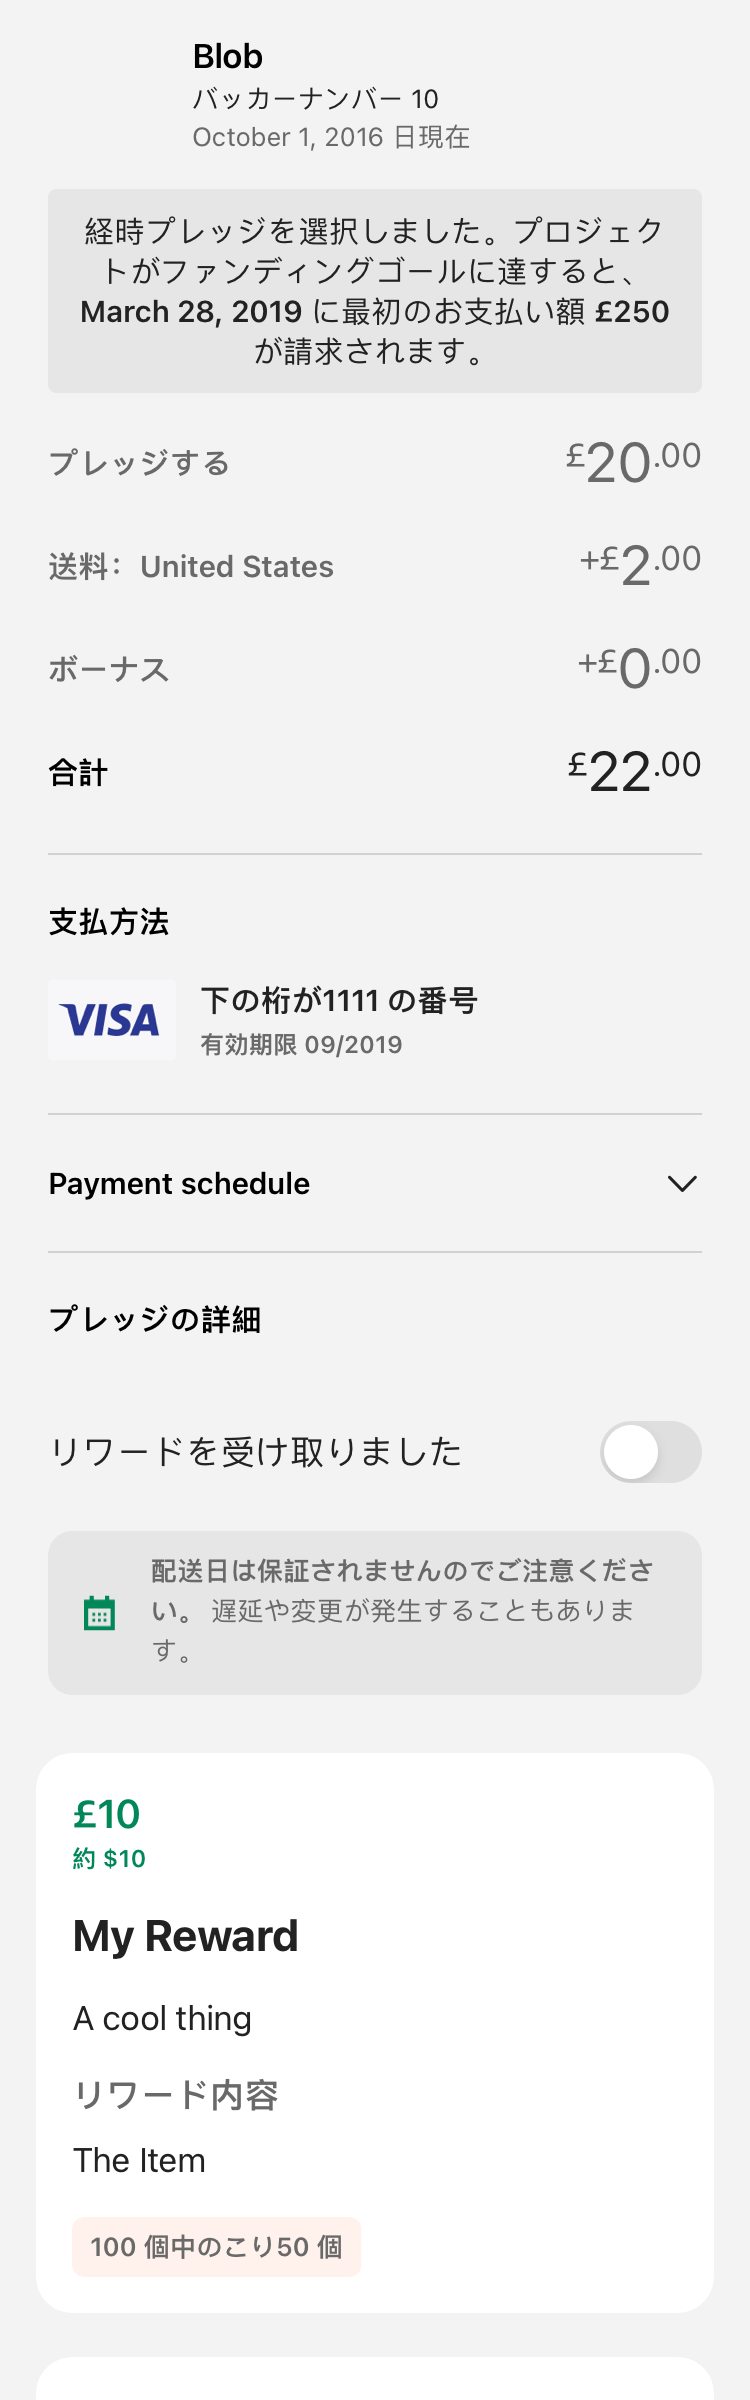 Blob
バッカーナンバー 10
October 1, 2016 日現在
経時プレッジを選択しました。プロジェク
トがファンディングゴールに達すると、
March 28, 2019 に最初のお支払い額 £250
が請求されます。
プレッジする £20.00
送料： United States +£2.00
ボーナス +£0.00
合計 £22.00
支払方法
VISA
下の桁が1111 の番号
有効期限 09/2019
Payment schedule
プレッジの詳細
リワードを受け取りました
配送日は保証されませんのでご注意くださ
い。 遅延や変更が発生することもありま
す。
£10
約 $10
My Reward
A cool thing
リワード内容
The Item
100 個中のこり50 個